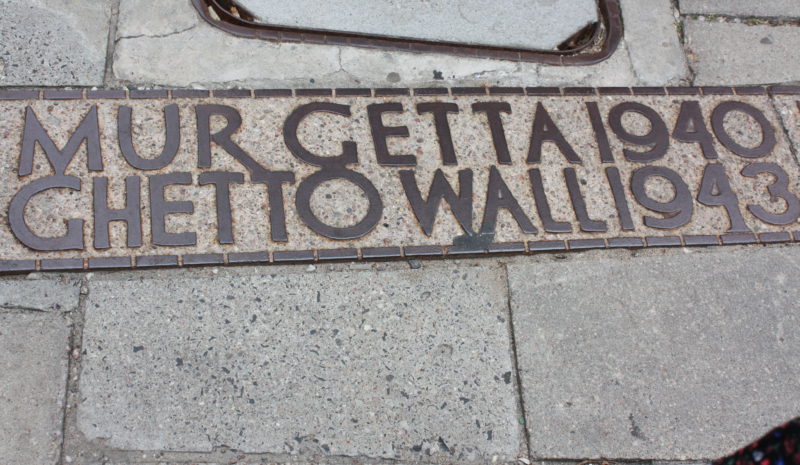 MUR GETTA 1940
GHETTO WALL 1943